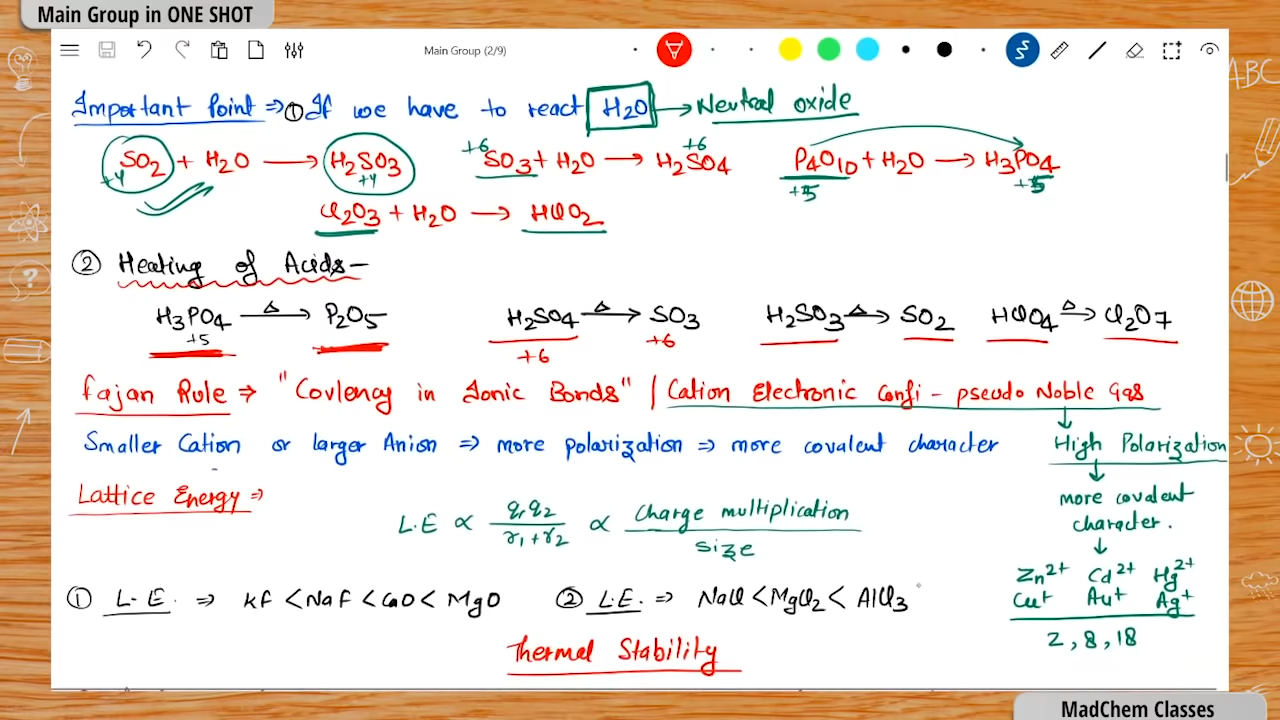 Main Group in ONE SHOT
Main Group (2/9)
Important Point ⇒ ① If we have to react H2O → Neutral oxide
SO2 + H2O → H2SO3
+4 +4
+6 +6
SO3 + H2O → H2SO4
P4O10 + H2O → H3PO4
+5 +5
Cl2O3 + H2O → HClO2
② Heating of Acids –
H3PO4 –Δ→ P2O5
+5
H2SO4 –Δ→ SO3
+6 +6
H2SO3 –Δ→ SO2
HClO4 –Δ→ Cl2O7
Fajan Rule ⇒ "Covlency in Ionic Bonds" / Cation Electronic Confi - pseudo Noble Gas
Smaller Cation or larger Anion ⇒ more polarization ⇒ more covalent character
↓
High Polarization
↓
more covalent
character.
↓
Zn2+ Cd2+ Hg2+
Cu+ Au+ Ag+
2, 8, 18
Lattice Energy ⇒
L.E ∝ q1q2 / r1+r2 ∝ Charge multiplication / size
① L.E. ⇒ KF < NaF < CaO < MgO
② L.E. ⇒ NaCl < MgCl2 < AlCl3
Thermal Stability
MadChem Classes
ABC